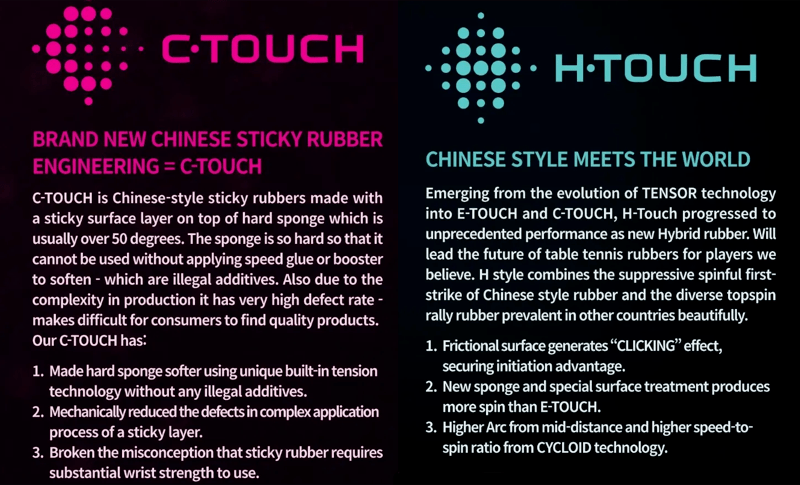 C·TOUCH
BRAND NEW CHINESE STICKY RUBBER
ENGINEERING = C-TOUCH
C-TOUCH is Chinese-style sticky rubbers made with
a sticky surface layer on top of hard sponge which is
usually over 50 degrees. The sponge is so hard so that it
cannot be used without applying speed glue or booster
to soften - which are illegal additives. Also due to the
complexity in production it has very high defect rate -
makes difficult for consumers to find quality products.
Our C-TOUCH has:
1. Made hard sponge softer using unique built-in tension
technology without any illegal additives.
2. Mechanically reduced the defects in complex application
process of a sticky layer.
3. Broken the misconception that sticky rubber requires
substantial wrist strength to use.
H·TOUCH
CHINESE STYLE MEETS THE WORLD
Emerging from the evolution of TENSOR technology
into E-TOUCH and C-TOUCH, H-Touch progressed to
unprecedented performance as new Hybrid rubber. Will
lead the future of table tennis rubbers for players we
believe. H style combines the suppressive spinful first-
strike of Chinese style rubber and the diverse topspin
rally rubber prevalent in other countries beautifully.
1. Frictional surface generates “CLICKING” effect,
securing initiation advantage.
2. New sponge and special surface treatment produces
more spin than E-TOUCH.
3. Higher Arc from mid-distance and higher speed-to-
spin ratio from CYCLOID technology.